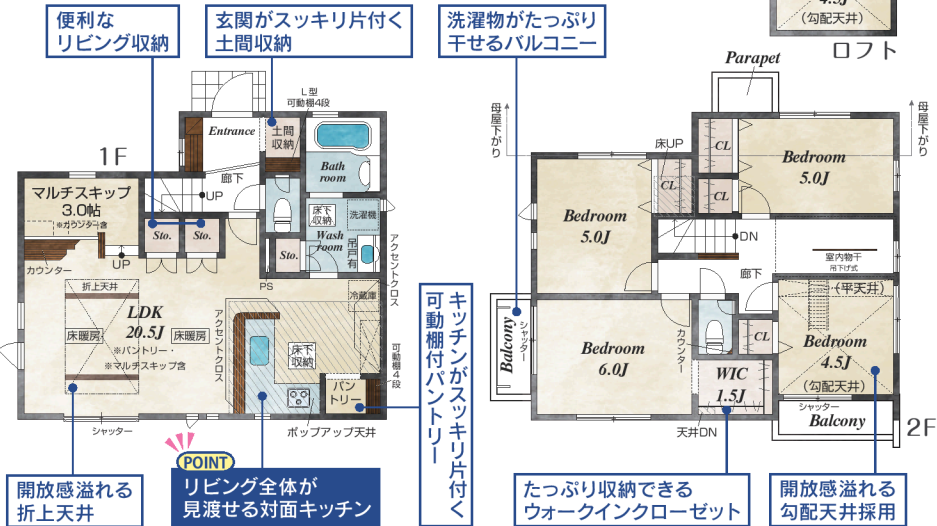 便利な
リビング収納
玄関がスッキリ片付く
土間収納
洗濯物がたっぷり
干せるバルコニー
4.5J
(勾配天井)
ロフト
1F
Entrance
土間
収納
L型
可動棚4段
Bath
room
廊下
UP
マルチスキップ
3.0帖
※カウンター含
カウンター
UP
Sto.
Sto.
Sto.
床下
収納
洗濯機
Wash
room
吊戸有
アクセントクロス
PS
冷蔵庫
折上天井
LDK
20.5J
床暖房
床暖房
※パントリー・
※マルチスキップ含
アクセントクロス
床下
収納
パン
トリー
可動棚4段
シャッター
ポップアップ天井
キッチンがスッキリ片付く
可動棚付パントリー
開放感溢れる
折上天井
POINT
リビング全体が
見渡せる対面キッチン
Parapet
母屋下がり
母屋下がり
床UP
CL
CL
CL
Bedroom
5.0J
Bedroom
5.0J
DN
室内物干
吊下げ式
廊下
(平天井)
Balcony
シャッター
Bedroom
6.0J
カウンター
CL
Bedroom
4.5J
(勾配天井)
WIC
1.5J
天井DN
シャッター
Balcony
2F
たっぷり収納できる
ウォークインクローゼット
開放感溢れる
勾配天井採用